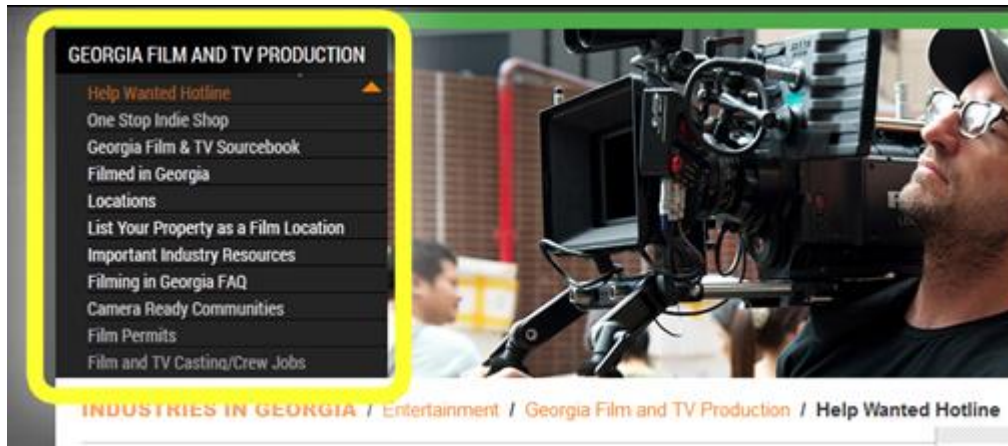 GEORGIA FILM AND TV PRODUCTION
Help Wanted Hotline
One Stop Indie Shop
Georgia Film & TV Sourcebook
Filmed in Georgia
Locations
List Your Property as a Film Location
Important Industry Resources
Filming in Georgia FAQ
Camera Ready Communities
Film Permits
Film and TV Casting/Crew Jobs
INDUSTRIES IN GEORGIA / Entertainment / Georgia Film and TV Production / Help Wanted Hotline